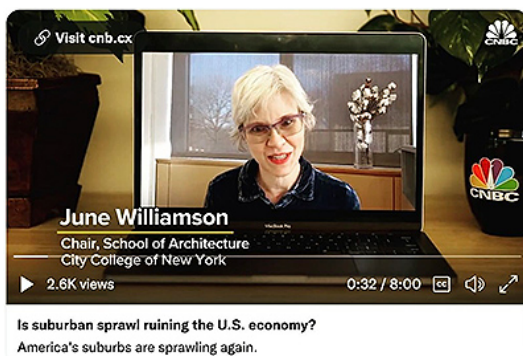 Visit cnb.cx
CNBC
CNBC
June Williamson
Chair, School of Architecture
City College of New York
MacBook Pro
2.6K views
0:32 / 8:00
CC
Is suburban sprawl ruining the U.S. economy?
America's suburbs are sprawling again.